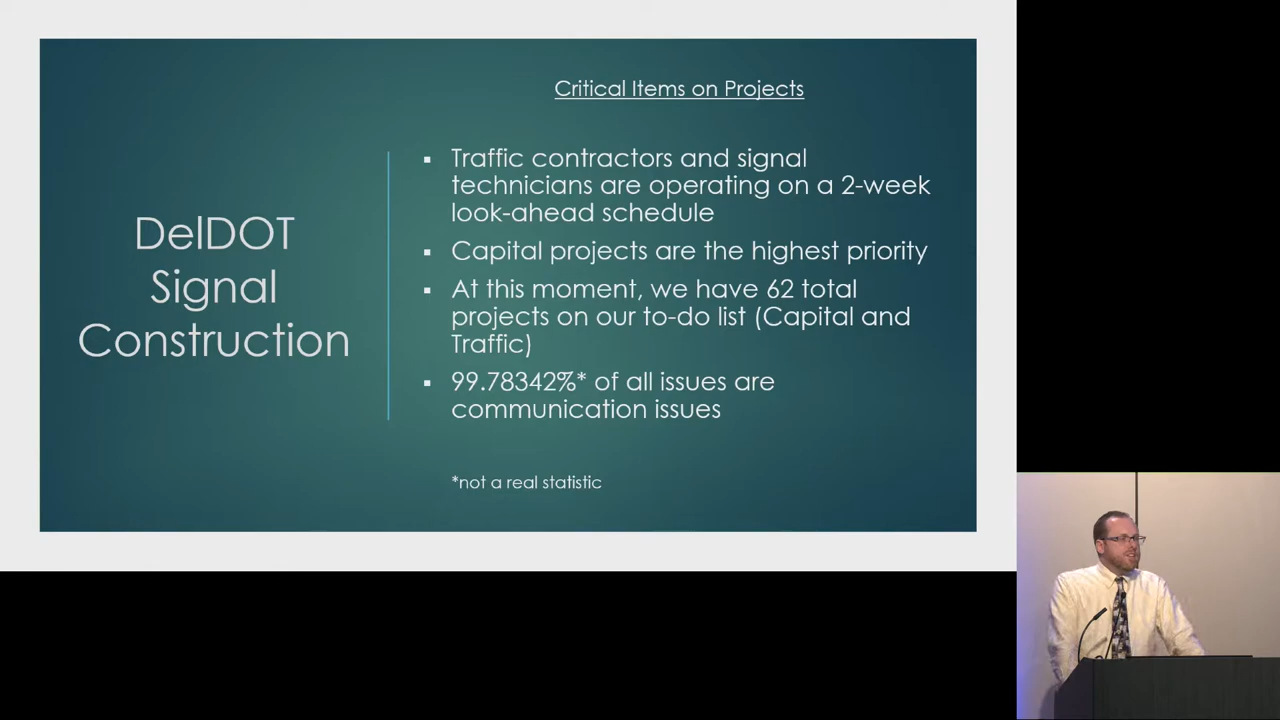 Critical Items on Projects
DelDOT
Signal
Construction
▪ Traffic contractors and signal
technicians are operating on a 2-week
look-ahead schedule
▪ Capital projects are the highest priority
▪ At this moment, we have 62 total
projects on our to-do list (Capital and
Traffic)
▪ 99.78342%* of all issues are
communication issues
*not a real statistic